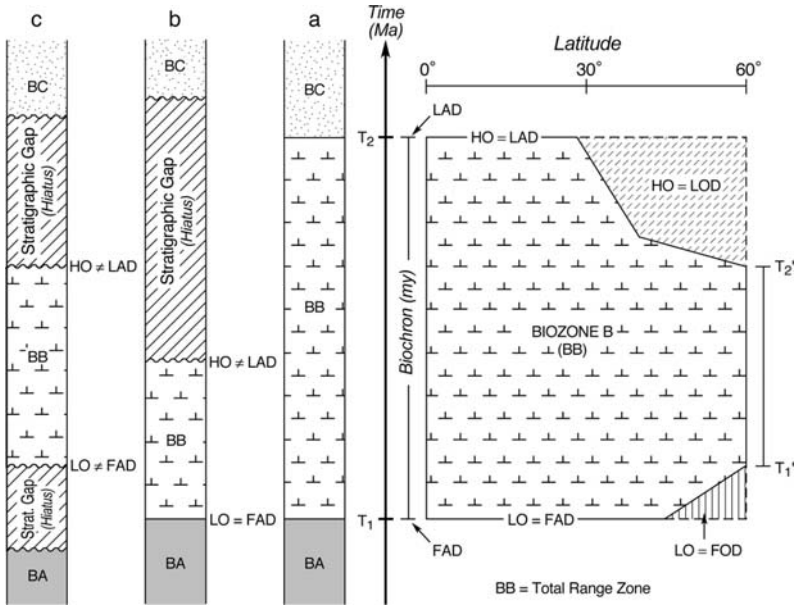 c
b
a
Time
(Ma)
Latitude
0°
30°
60°
BC
BC
BC
LAD
T2
HO = LAD
Stratigraphic Gap
(Hiatus)
Stratigraphic Gap
(Hiatus)
HO = LOD
HO ≠ LAD
T2'
BB
BB
Biochron (my)
BIOZONE B
(BB)
HO ≠ LAD
BB
LO ≠ FAD
T1'
Strat. Gap
(Hiatus)
LO = FAD
T1
LO = FAD
FAD
LO = FOD
BA
BA
BA
BB = Total Range Zone